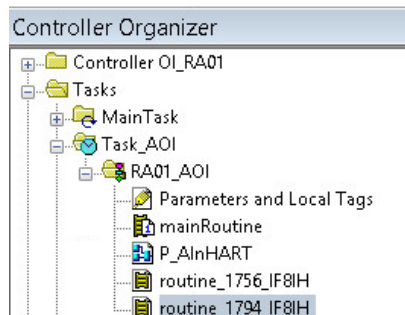 Controller Organizer
Controller OI_RA01
Tasks
MainTask
Task_AOI
RA01_AOI
Parameters and Local Tags
mainRoutine
P_AInHART
routine_1756_IF8IH
routine_1794_IF8IH